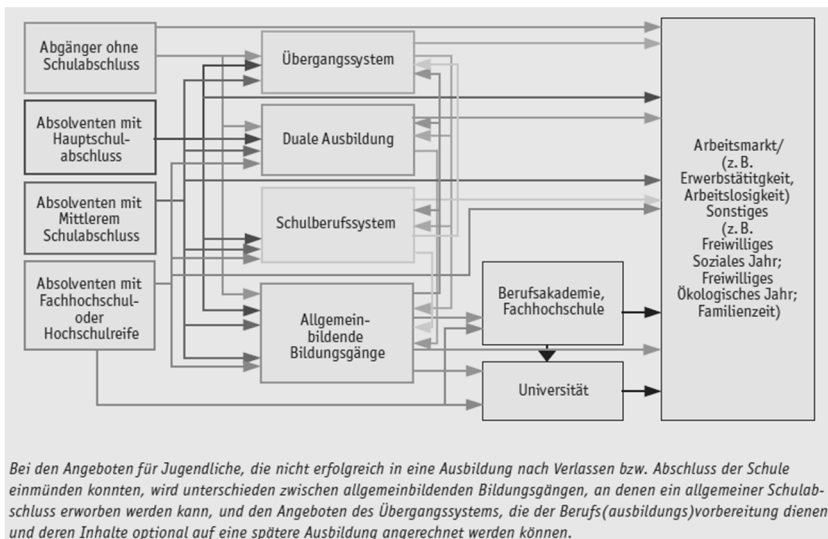 Abgänger ohne
Schulabschluss
Absolventen mit
Hauptschul-
abschluss
Absolventen mit
Mittlerem
Schulabschluss
Absolventen mit
Fachhochschul-
oder
Hochschulreife
Übergangssystem
Duale Ausbildung
Schulberufssystem
Allgemein-
bildende
Bildungsgänge
Berufsakademie,
Fachhochschule
Universität
Arbeitsmarkt/
(z. B.
Erwerbstätitgkeit,
Arbeitslosigkeit)
Sonstiges
(z. B.
Freiwilliges
Soziales Jahr;
Freiwilliges
Ökologisches Jahr;
Familienzeit)
Bei den Angeboten für Jugendliche, die nicht erfolgreich in eine Ausbildung nach Verlassen bzw. Abschluss der Schule
einmünden konnten, wird unterschieden zwischen allgemeinbildenden Bildungsgängen, an denen ein allgemeiner Schulab-
schluss erworben werden kann, und den Angeboten des Übergangssystems, die der Berufs(ausbildungs)vorbereitung dienen
und deren Inhalte optional auf eine spätere Ausbildung angerechnet werden können.